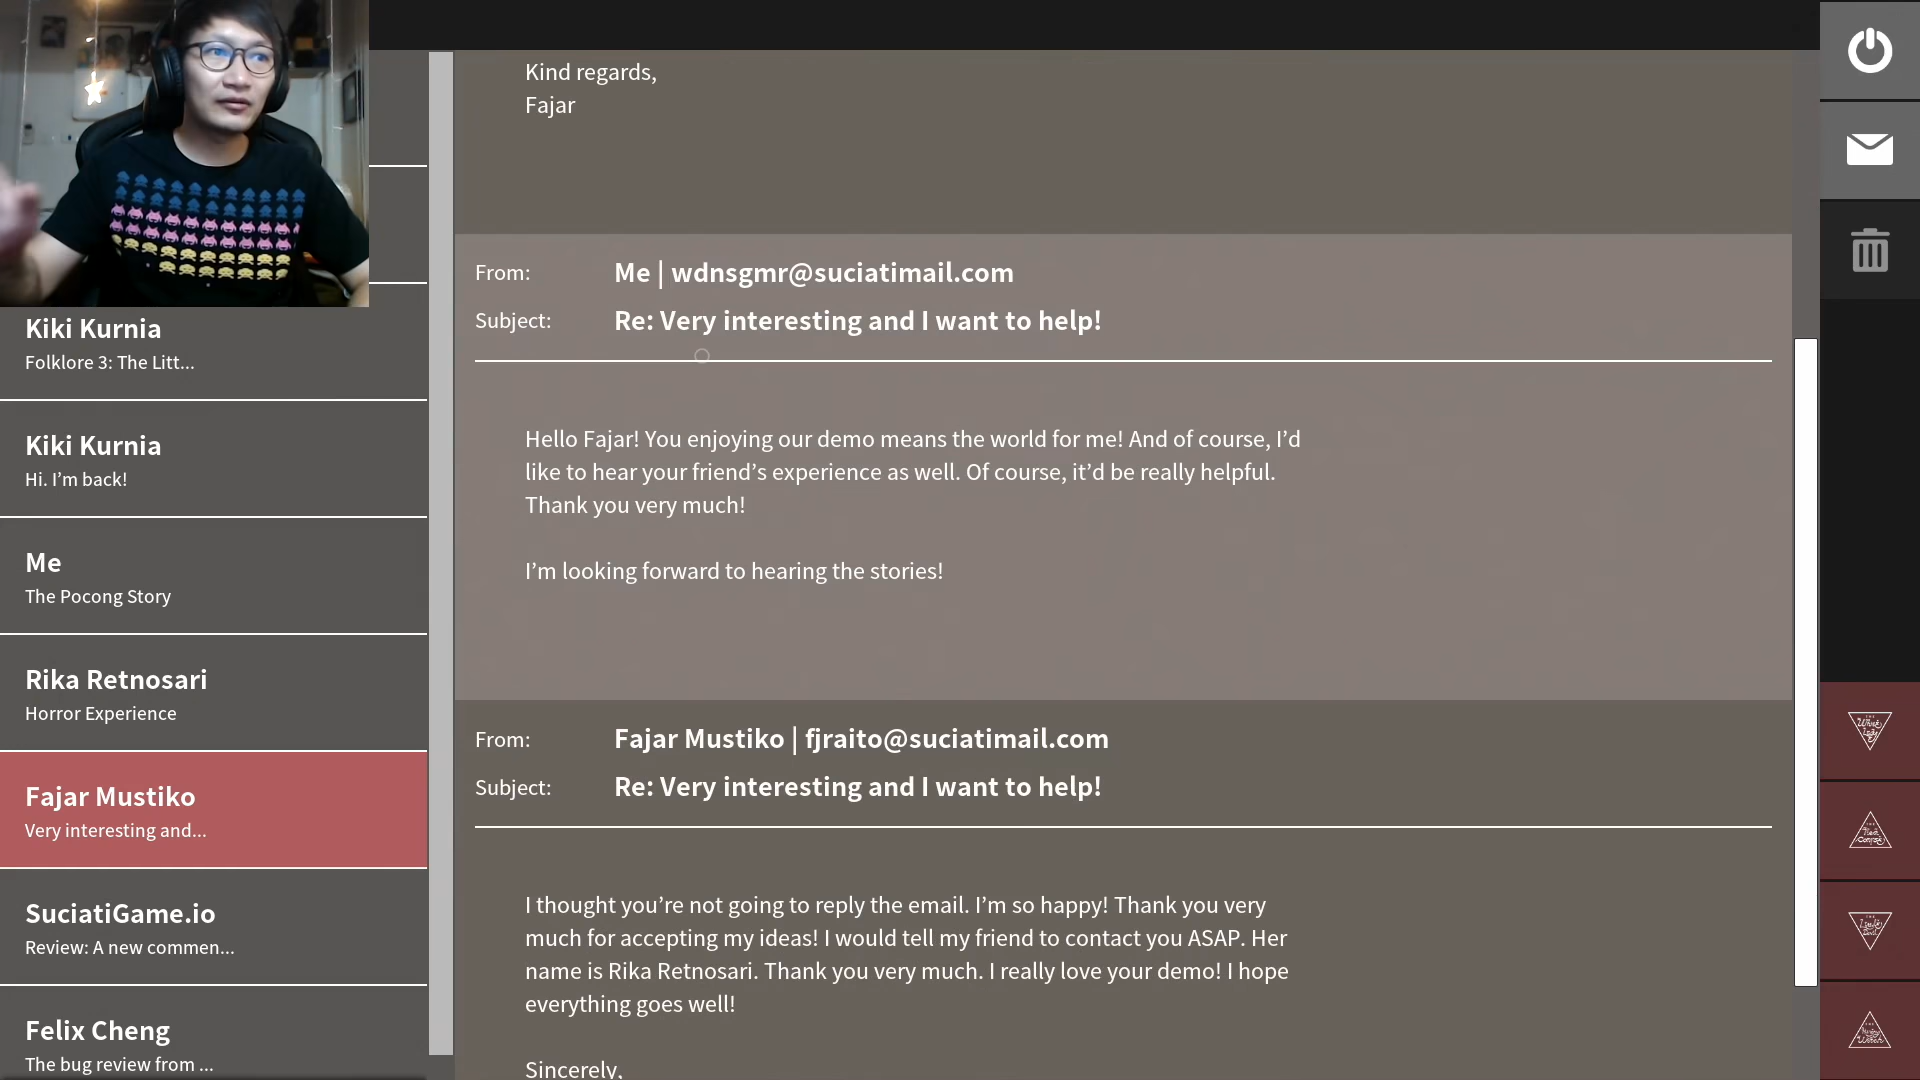 Kind regards,
Fajar
From: Me | wdnsgmr@suciatimail.com
Subject: Re: Very interesting and I want to help!
Hello Fajar! You enjoying our demo means the world for me! And of course, I’d
like to hear your friend’s experience as well. Of course, it’d be really helpful.
Thank you very much!
I’m looking forward to hearing the stories!
From: Fajar Mustiko | fjraito@suciatimail.com
Subject: Re: Very interesting and I want to help!
I thought you’re not going to reply the email. I’m so happy! Thank you very
much for accepting my ideas! I would tell my friend to contact you ASAP. Her
name is Rika Retnosari. Thank you very much. I really love your demo! I hope
everything goes well!
Sincerely,
Kiki Kurnia
Folklore 3: The Litt...
Kiki Kurnia
Hi. I’m back!
Me
The Pocong Story
Rika Retnosari
Horror Experience
Fajar Mustiko
Very interesting and...
SuciatiGame.io
Review: A new commen...
Felix Cheng
The bug review from ...